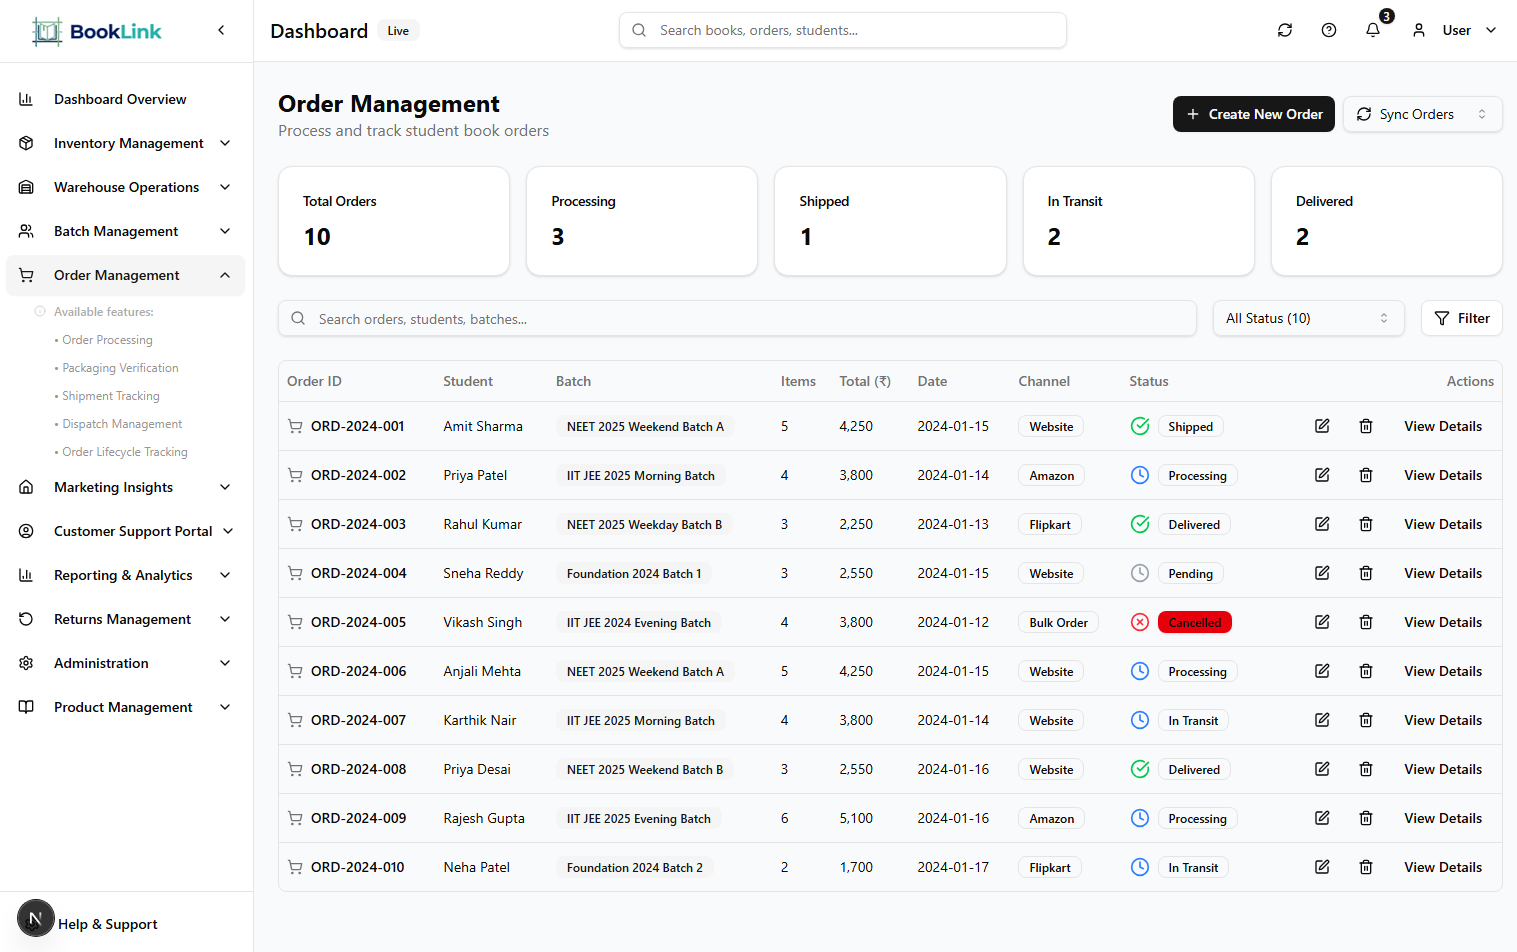 BookLink
Dashboard Live
Search books, orders, students...
3
User
Dashboard Overview
Inventory Management
Warehouse Operations
Batch Management
Order Management
Available features:
• Order Processing
• Packaging Verification
• Shipment Tracking
• Dispatch Management
• Order Lifecycle Tracking
Marketing Insights
Customer Support Portal
Reporting & Analytics
Returns Management
Administration
Product Management
N
Help & Support
Order Management
Process and track student book orders
Create New Order
Sync Orders
Total Orders
10
Processing
3
Shipped
1
In Transit
2
Delivered
2
Search orders, students, batches...
All Status (10)
Filter
Order ID Student Batch Items Total (₹) Date Channel Status Actions
ORD-2024-001 Amit Sharma NEET 2025 Weekend Batch A 5 4,250 2024-01-15 Website Shipped View Details
ORD-2024-002 Priya Patel IIT JEE 2025 Morning Batch 4 3,800 2024-01-14 Amazon Processing View Details
ORD-2024-003 Rahul Kumar NEET 2025 Weekday Batch B 3 2,250 2024-01-13 Flipkart Delivered View Details
ORD-2024-004 Sneha Reddy Foundation 2024 Batch 1 3 2,550 2024-01-15 Website Pending View Details
ORD-2024-005 Vikash Singh IIT JEE 2024 Evening Batch 4 3,800 2024-01-12 Bulk Order Cancelled View Details
ORD-2024-006 Anjali Mehta NEET 2025 Weekend Batch A 5 4,250 2024-01-15 Website Processing View Details
ORD-2024-007 Karthik Nair IIT JEE 2025 Morning Batch 4 3,800 2024-01-14 Website In Transit View Details
ORD-2024-008 Priya Desai NEET 2025 Weekend Batch B 3 2,550 2024-01-16 Website Delivered View Details
ORD-2024-009 Rajesh Gupta IIT JEE 2025 Evening Batch 6 5,100 2024-01-16 Amazon Processing View Details
ORD-2024-010 Neha Patel Foundation 2024 Batch 2 2 1,700 2024-01-17 Flipkart In Transit View Details